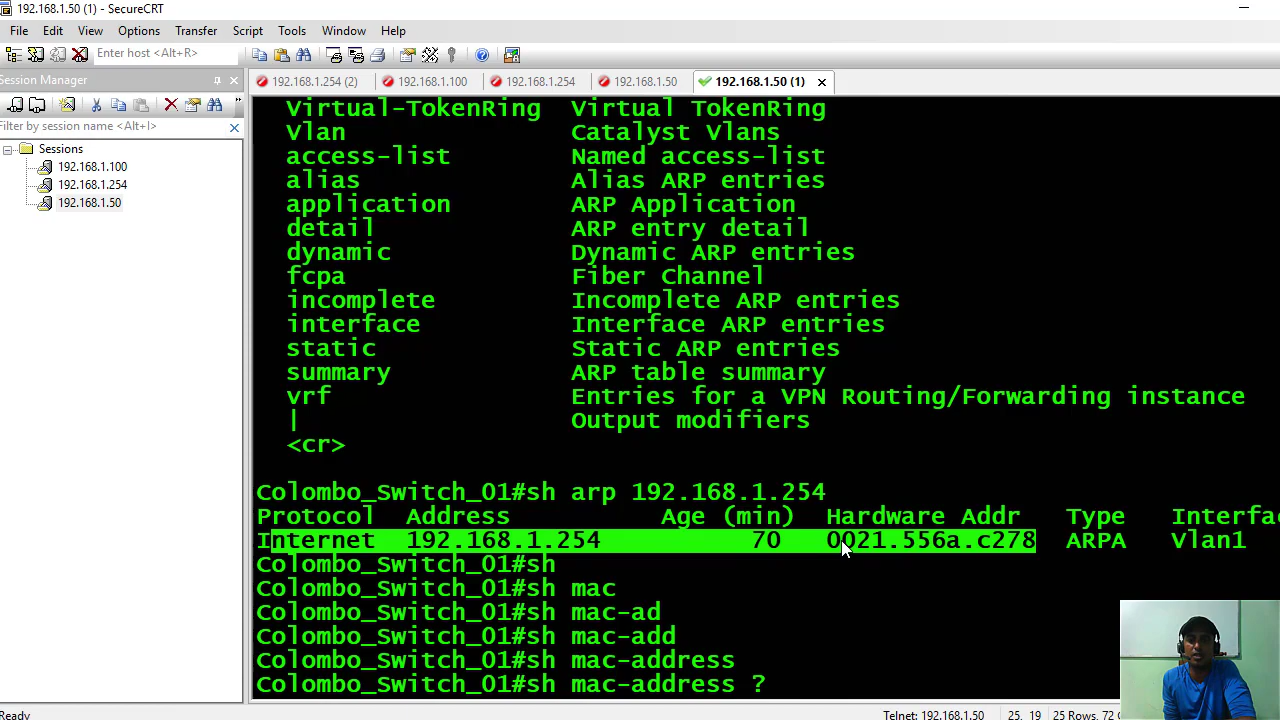 192.168.1.50 (1) - SecureCRT
File Edit View Options Transfer Script Tools Window Help
Enter host <Alt+R>
Session Manager
192.168.1.254 (2) 192.168.1.100 192.168.1.254 192.168.1.50 192.168.1.50 (1)
Filter by session name <Alt+I>
Sessions
192.168.1.100
192.168.1.254
192.168.1.50
Virtual-TokenRing Virtual TokenRing
Vlan Catalyst Vlans
access-list Named access-list
alias Alias ARP entries
application ARP Application
detail ARP entry detail
dynamic Dynamic ARP entries
fcpa Fiber Channel
incomplete Incomplete ARP entries
interface Interface ARP entries
static Static ARP entries
summary ARP table summary
vrf Entries for a VPN Routing/Forwarding instance
| Output modifiers
<cr>
Colombo_Switch_01#sh arp 192.168.1.254
Protocol Address Age (min) Hardware Addr Type Interfac
Internet 192.168.1.254 70 0021.556a.c278 ARPA Vlan1
Colombo_Switch_01#sh
Colombo_Switch_01#sh mac
Colombo_Switch_01#sh mac-ad
Colombo_Switch_01#sh mac-add
Colombo_Switch_01#sh mac-address
Colombo_Switch_01#sh mac-address ?
Ready Telnet: 192.168.1.50 25, 19 25 Rows, 72 C